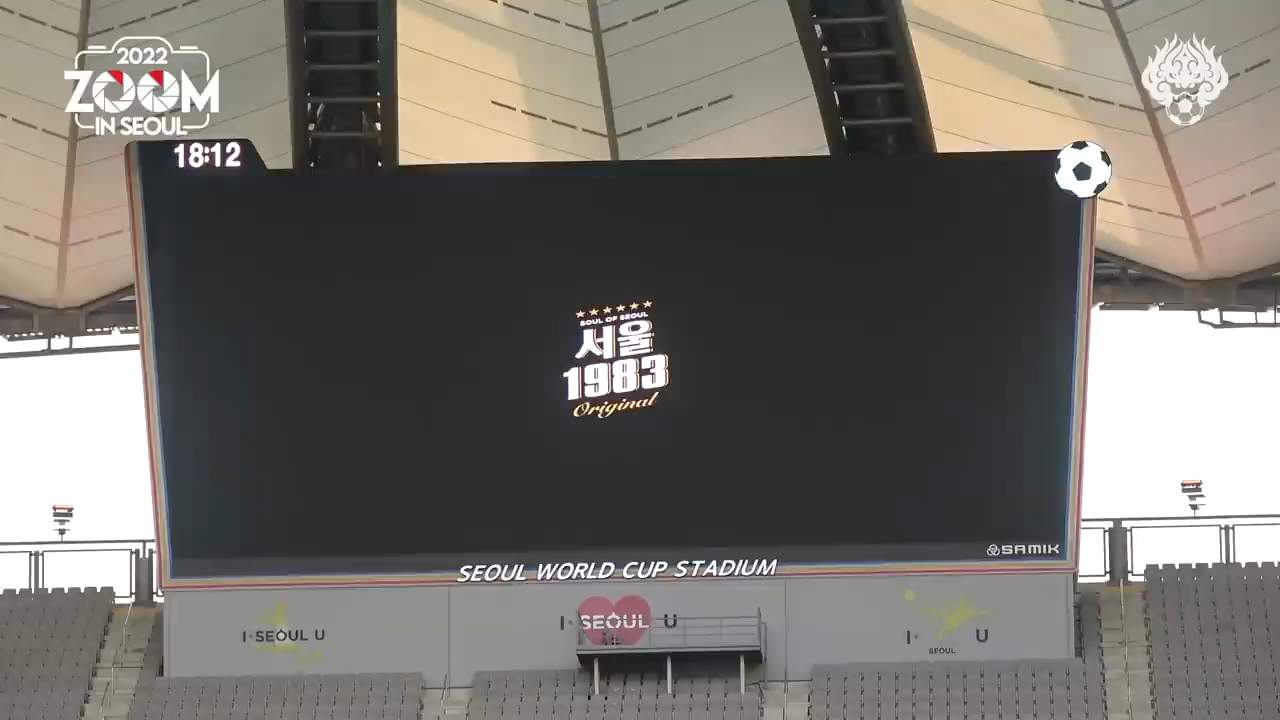 2022
ZOOM
IN SEOUL
18:12
SOUL OF SEOUL
서울
1983
Original
SAMIK
SEOUL WORLD CUP STADIUM
I·SEOUL U
I·SEOUL U
I· U
SEOUL